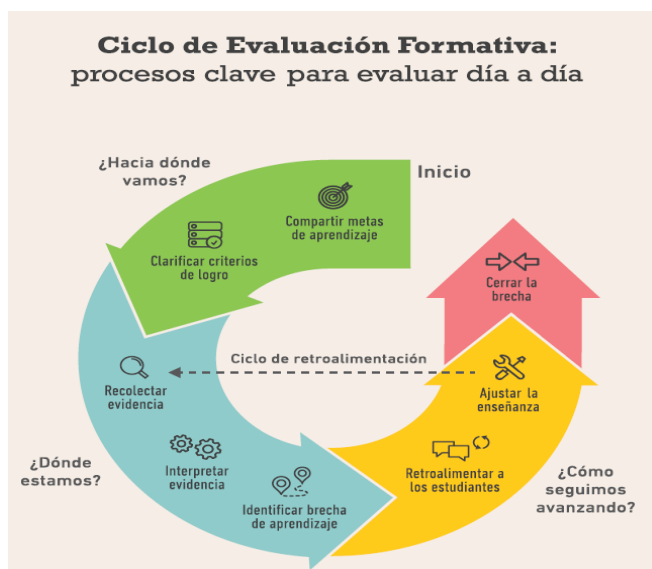 Ciclo de Evaluación Formativa:
procesos clave para evaluar día a día
¿Hacia dónde
vamos?
Inicio
Compartir metas
de aprendizaje
Clarificar criterios
de logro
Cerrar la
brecha
Ciclo de retroalimentación
Recolectar
evidencia
Ajustar la
enseñanza
¿Dónde
estamos?
Interpretar
evidencia
Identificar brecha
de aprendizaje
Retroalimentar a
los estudiantes
¿Cómo
seguimos
avanzando?